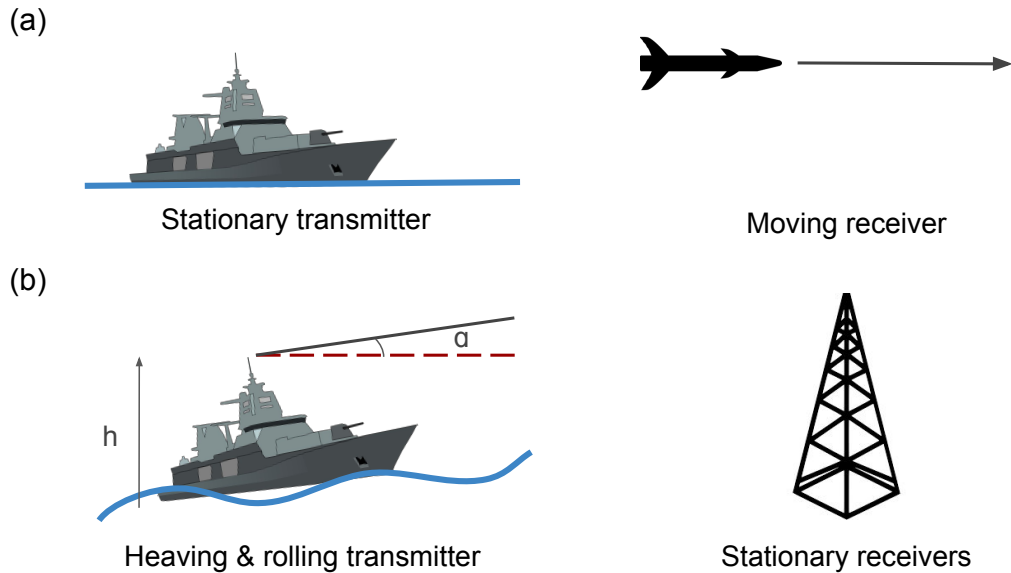 (a)
Stationary transmitter
Moving receiver
(b)
α
h
Heaving & rolling transmitter
Stationary receivers